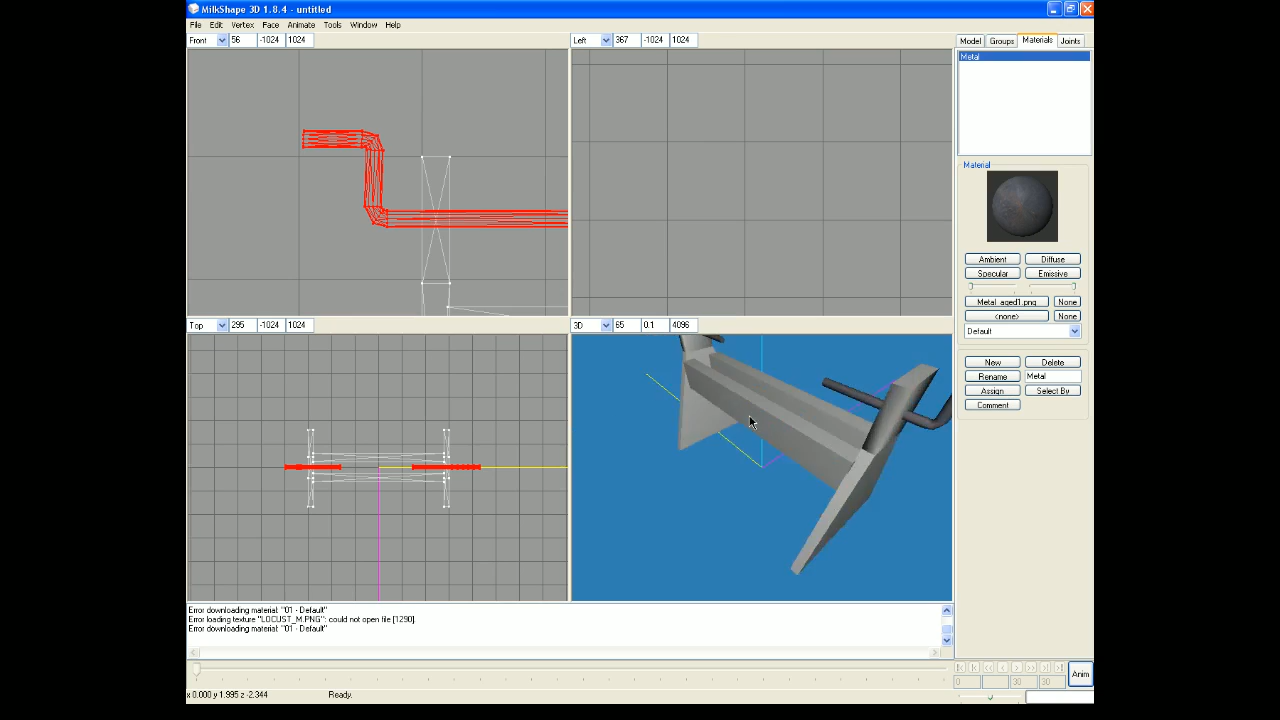 MilkShape 3D 1.8.4 - untitled
File Edit Vertex Face Animate Tools Window Help
Front 56 -1024 1024 Left 367 -1024 1024
Model Groups Materials Joints
Metal
Material
Ambient Diffuse
Specular Emissive
Metal_aged1.png None
<none> None
Top 295 -1024 1024 3D 65 0.1 4096
Default
New Delete
Rename Metal
Assign Select By
Comment
Error downloading material: "01 - Default"
Error loading texture "LOCUST_M.PNG": could not open file [1290].
Error downloading material: "01 - Default"
0 30 30 Anim
x 0.000 y 1.995 z -2.344 Ready.